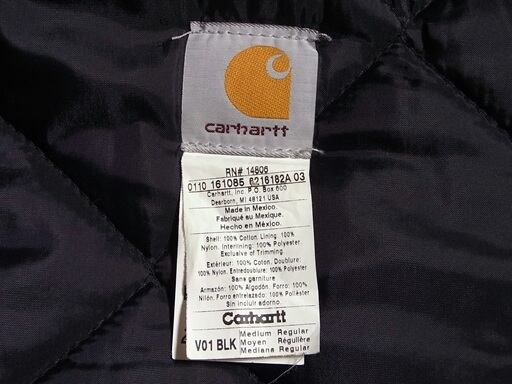 carhartt
RN# 14806
0110 161085 6216182A 03
Carhartt, Inc. P.O. Box 600
Dearborn, MI 48121 USA
Made in Mexico.
Fabriqué au Mexique.
Hecho en México.
Shell: 100% Cotton. Lining: 100%
Nylon. Interlining: 100% Polyester
Exclusive of Trimming
Extérieur: 100% Coton. Doublure:
100% Nylon. Entredoublure: 100% Polyester
Sans garniture
Armazón: 100% Algodón. Forro: 100%
Nilón. Forro entrelazado: 100% Poliéster
Sin incluir adorno.
Carhartt
V01 BLK
Medium Regular
Moyen Régulière
Mediana Regular